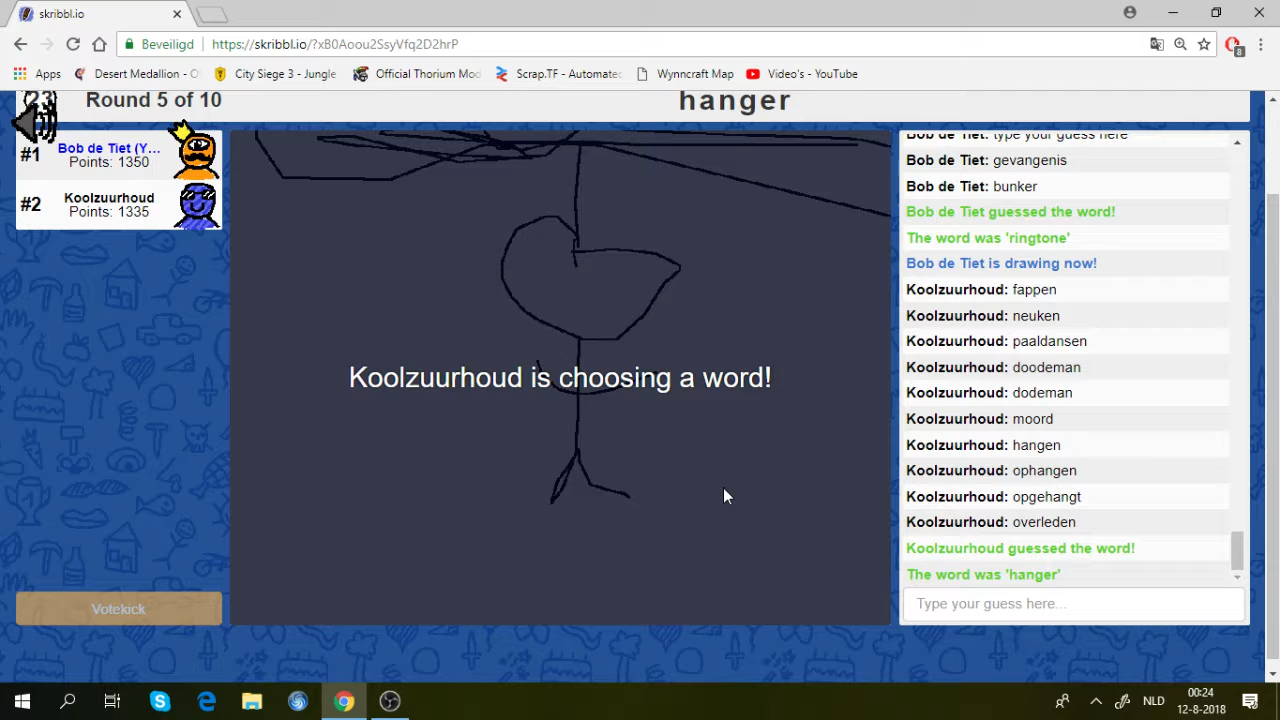 skribbl.io
Beveiligd
https://skribbl.io/?xB0Aoou2SsyVfq2D2hrP
8
Apps
Desert Medallion - O
City Siege 3 - Jungle
Official Thorium Mod
Scrap.TF - Automate
Wynncraft Map
Video's - YouTube
23
Round 5 of 10
hanger
#1
Bob de Tiet (Y...
Points: 1350
#2
Koolzuurhoud
Points: 1335
Koolzuurhoud is choosing a word!
Votekick
Bob de Tiet: type your guess here
Bob de Tiet: gevangenis
Bob de Tiet: bunker
Bob de Tiet guessed the word!
The word was 'ringtone'
Bob de Tiet is drawing now!
Koolzuurhoud: fappen
Koolzuurhoud: neuken
Koolzuurhoud: paaldansen
Koolzuurhoud: doodeman
Koolzuurhoud: dodeman
Koolzuurhoud: moord
Koolzuurhoud: hangen
Koolzuurhoud: ophangen
Koolzuurhoud: opgehangt
Koolzuurhoud: overleden
Koolzuurhoud guessed the word!
The word was 'hanger'
Type your guess here...
NLD
00:24
12-8-2018